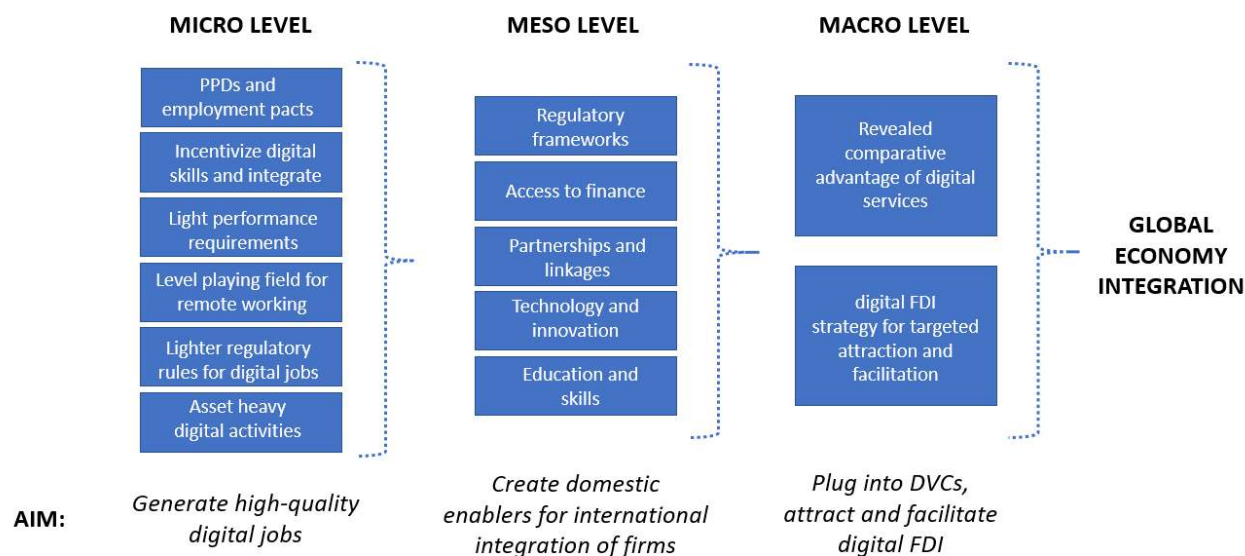 MICRO LEVEL
PPDs and
employment pacts
Incentivize digital
skills and integrate
Light performance
requirements
Level playing field for
remote working
Lighter regulatory
rules for digital jobs
Asset heavy
digital activities
MESO LEVEL
Regulatory
frameworks
Access to finance
Partnerships and
linkages
Technology and
innovation
Education and
skills
MACRO LEVEL
Revealed
comparative
advantage of digital
services
digital FDI
strategy for targeted
attraction and
facilitation
GLOBAL
ECONOMY
INTEGRATION
AIM:
Generate high-quality
digital jobs
Create domestic
enablers for international
integration of firms
Plug into DVCs,
attract and facilitate
digital FDI